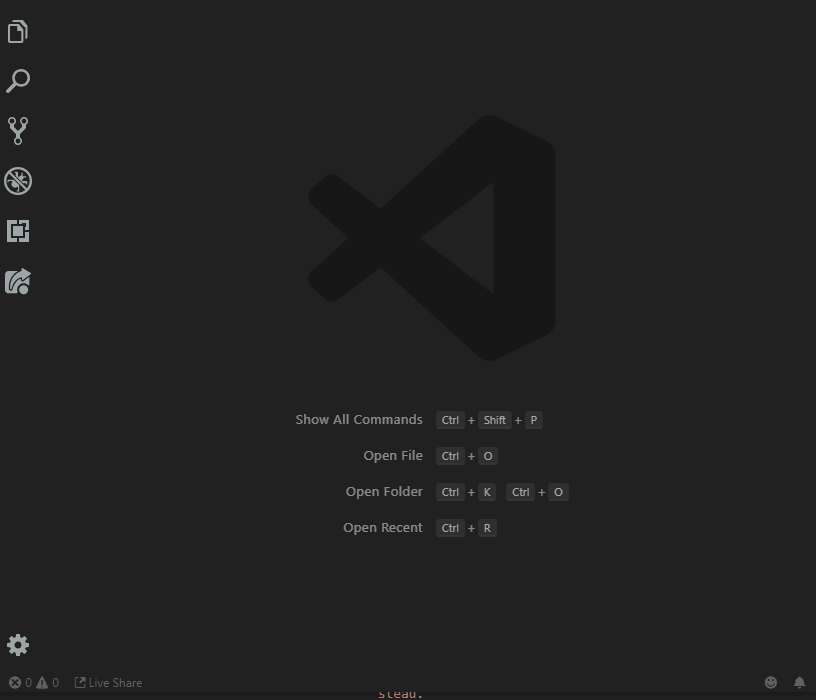 Show All Commands Ctrl + Shift + P
Open File Ctrl + O
Open Folder Ctrl + K Ctrl + O
Open Recent Ctrl + R
0 0 Live Share